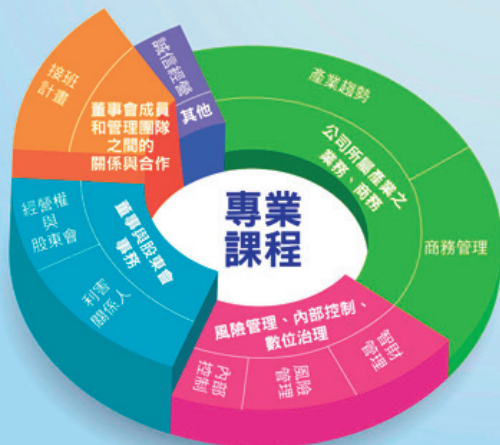 專業
課程
產業趨勢
公司所屬產業之
業務、商務
商務管理
風險管理、內部控制、
數位治理
智財
管理
風險
管理
內部
控制
董事與股東會
事務
利害
關係人
經營權
與
股東會
董事會成員
和管理團隊
之間的
關係與合作
接班
計畫
其他
誠信經營